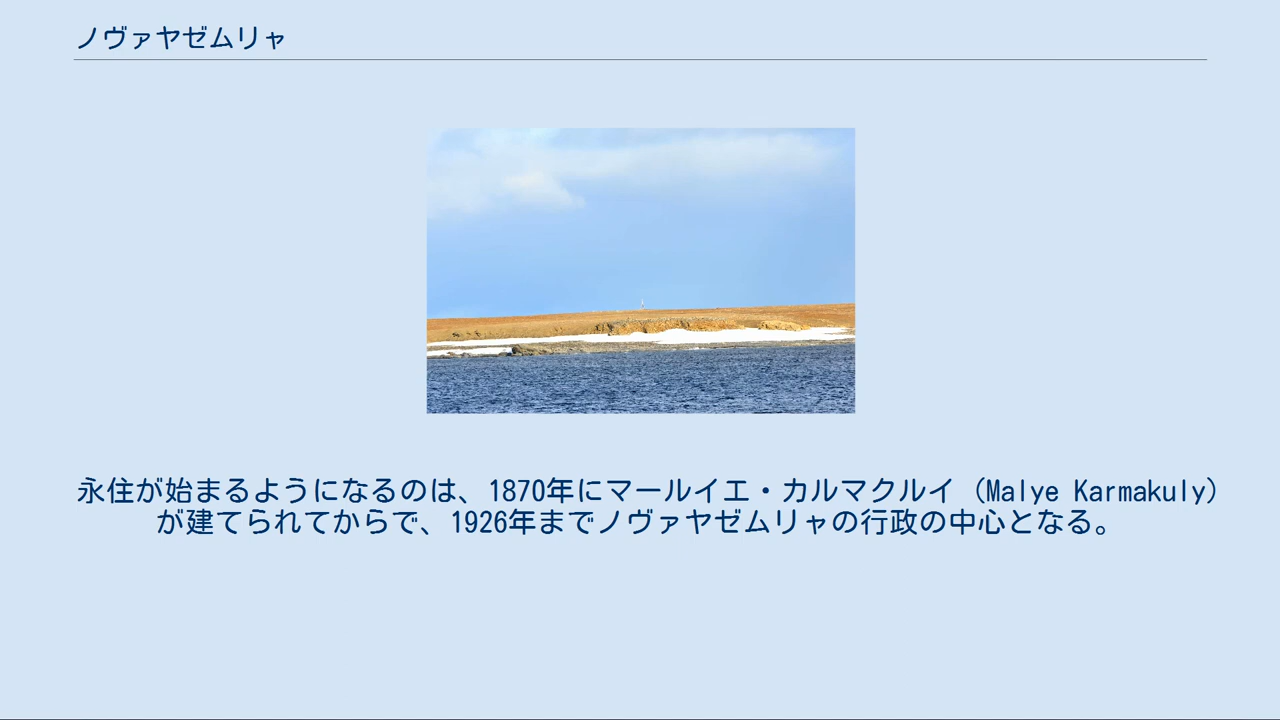 ノヴァヤゼムリャ
永住が始まるようになるのは、1870年にマールイエ・カルマクルイ（Malye Karmakuly）
が建てられてからで、1926年までノヴァヤゼムリャの行政の中心となる。